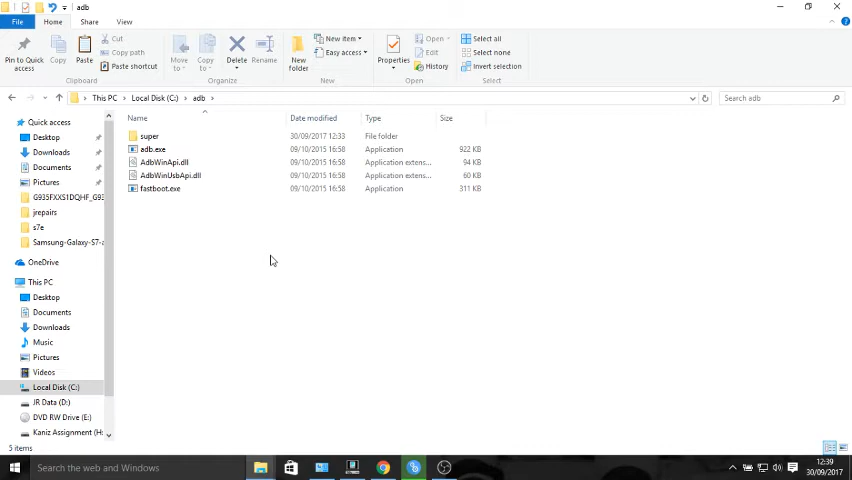 adb
File Home Share View
Pin to Quick access
Copy
Paste
Cut
Copy path
Paste shortcut
Clipboard
Move to
Copy to
Delete
Rename
Organize
New folder
New item
Easy access
New
Properties
Open
Edit
History
Open
Select all
Select none
Invert selection
Select
This PC Local Disk (C:) adb
Search adb
Name Date modified Type Size
super 30/09/2017 12:33 File folder
adb.exe 09/10/2015 16:58 Application 922 KB
AdbWinApi.dll 09/10/2015 16:58 Application extens... 94 KB
AdbWinUsbApi.dll 09/10/2015 16:58 Application extens... 60 KB
fastboot.exe 09/10/2015 16:58 Application 311 KB
Quick access
Desktop
Downloads
Documents
Pictures
G935FXXS1DQHF_G93
jrepairs
s7e
Samsung-Galaxy-S7-a
OneDrive
This PC
Desktop
Documents
Downloads
Music
Pictures
Videos
Local Disk (C:)
JR Data (D:)
DVD RW Drive (E:)
Kaniz Assignment (H:
5 items
Search the web and Windows
12:39
30/09/2017